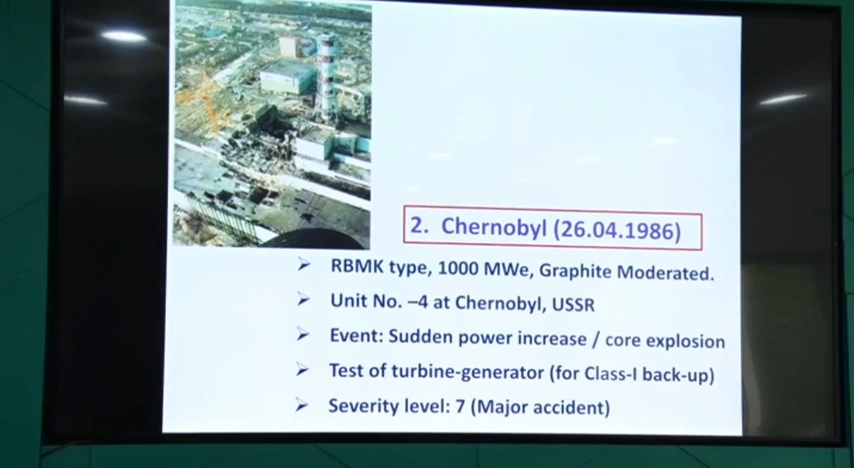 2. Chernobyl (26.04.1986)
➢ RBMK type, 1000 MWe, Graphite Moderated.
➢ Unit No. –4 at Chernobyl, USSR
➢ Event: Sudden power increase / core explosion
➢ Test of turbine-generator (for Class-I back-up)
➢ Severity level: 7 (Major accident)